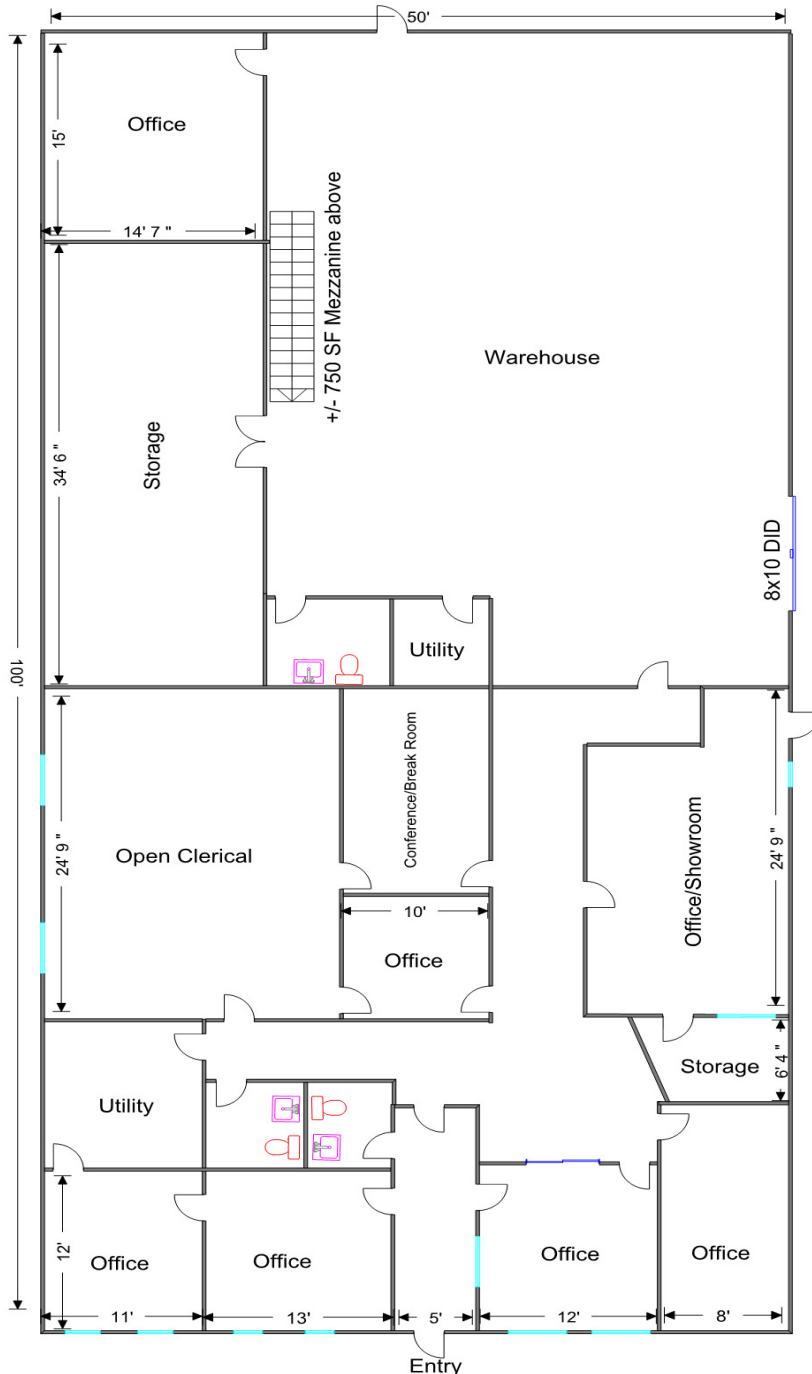 50'
Office
15'
14' 7 "
+/- 750 SF Mezzanine above
Warehouse
Storage
34' 6 "
8x10 DID
Utility
100'
Conference/Break Room
Open Clerical
24' 9 "
Office/Showroom
24' 9 "
10'
Office
Storage
6' 4 "
Utility
12'
Office
Office
Office
Office
11'
13'
5'
12'
8'
Entry